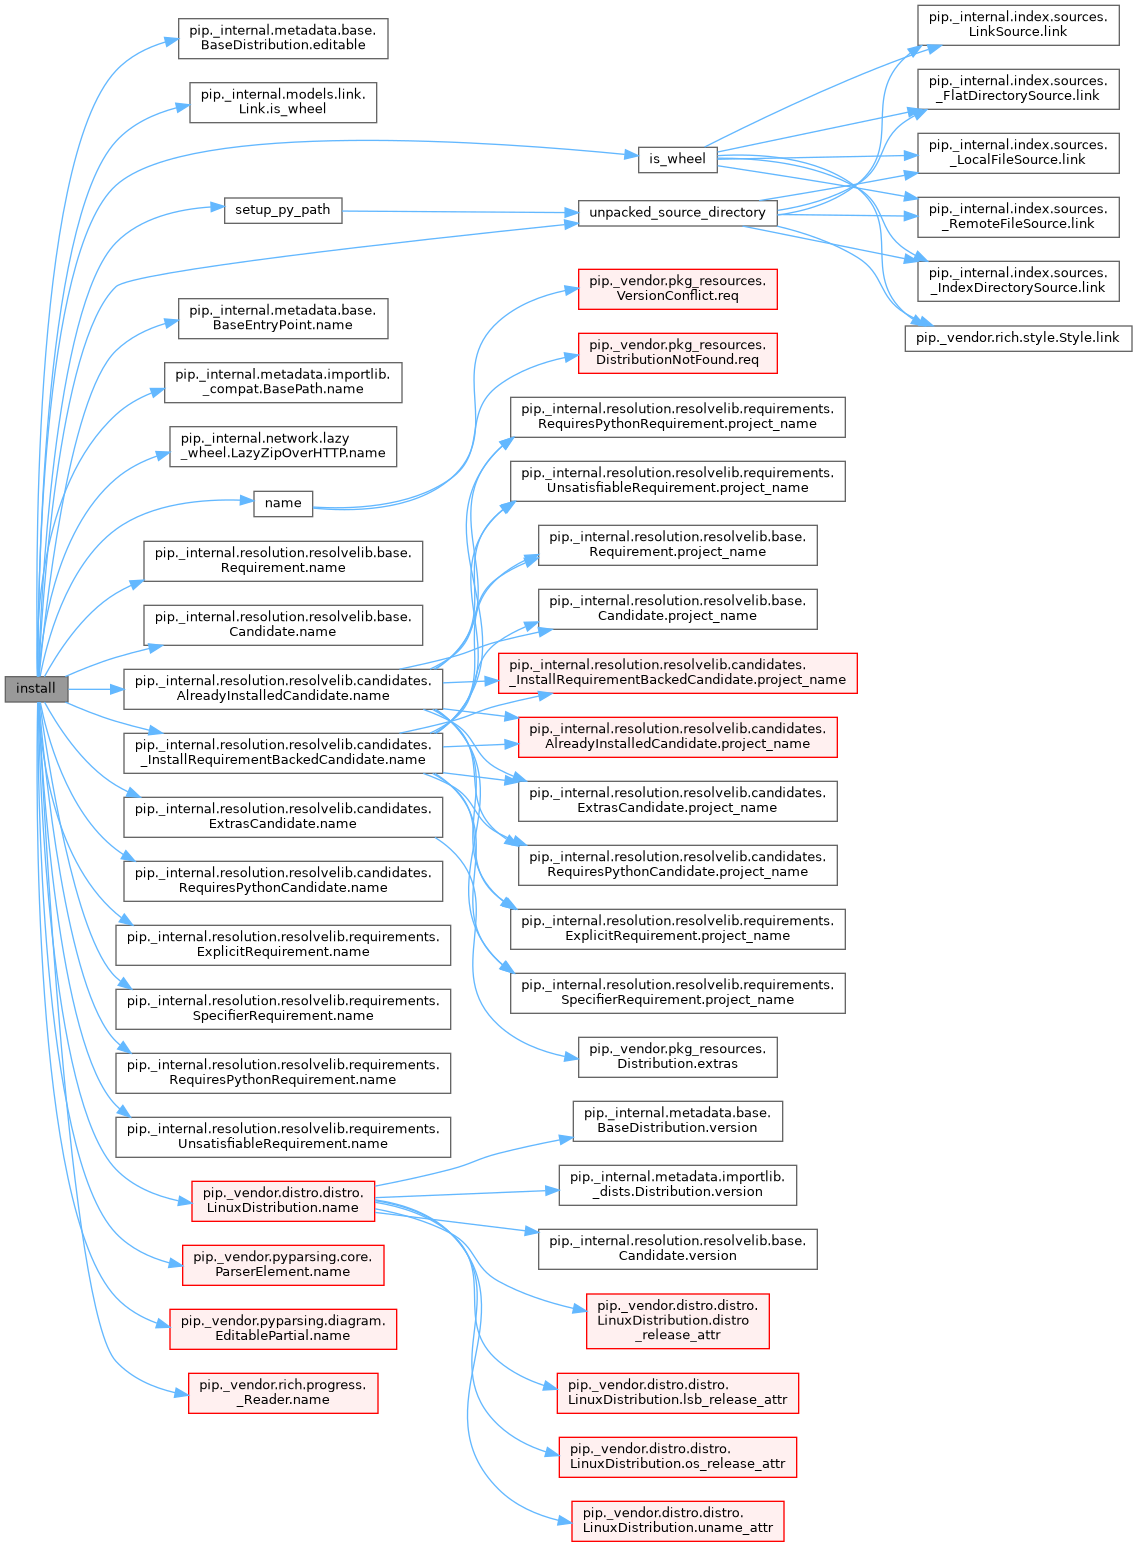 install
pip._internal.metadata.base.
BaseDistribution.editable
pip._internal.models.link.
Link.is_wheel
setup_py_path
pip._internal.metadata.base.
BaseEntryPoint.name
pip._internal.metadata.importlib.
_compat.BasePath.name
pip._internal.network.lazy
_wheel.LazyZipOverHTTP.name
name
pip._internal.resolution.resolvelib.base.
Requirement.name
pip._internal.resolution.resolvelib.base.
Candidate.name
pip._internal.resolution.resolvelib.candidates.
AlreadyInstalledCandidate.name
pip._internal.resolution.resolvelib.candidates.
_InstallRequirementBackedCandidate.name
pip._internal.resolution.resolvelib.candidates.
ExtrasCandidate.name
pip._internal.resolution.resolvelib.candidates.
RequiresPythonCandidate.name
pip._internal.resolution.resolvelib.requirements.
ExplicitRequirement.name
pip._internal.resolution.resolvelib.requirements.
SpecifierRequirement.name
pip._internal.resolution.resolvelib.requirements.
RequiresPythonRequirement.name
pip._internal.resolution.resolvelib.requirements.
UnsatisfiableRequirement.name
pip._vendor.distro.distro.
LinuxDistribution.name
pip._vendor.pyparsing.core.
ParserElement.name
pip._vendor.pyparsing.diagram.
EditablePartial.name
pip._vendor.rich.progress.
_Reader.name
is_wheel
unpacked_source_directory
pip._vendor.pkg_resources.
VersionConflict.req
pip._vendor.pkg_resources.
DistributionNotFound.req
pip._internal.resolution.resolvelib.requirements.
RequiresPythonRequirement.project_name
pip._internal.resolution.resolvelib.requirements.
UnsatisfiableRequirement.project_name
pip._internal.resolution.resolvelib.base.
Requirement.project_name
pip._internal.resolution.resolvelib.base.
Candidate.project_name
pip._internal.resolution.resolvelib.candidates.
_InstallRequirementBackedCandidate.project_name
pip._internal.resolution.resolvelib.candidates.
AlreadyInstalledCandidate.project_name
pip._internal.resolution.resolvelib.candidates.
ExtrasCandidate.project_name
pip._internal.resolution.resolvelib.candidates.
RequiresPythonCandidate.project_name
pip._internal.resolution.resolvelib.requirements.
ExplicitRequirement.project_name
pip._internal.resolution.resolvelib.requirements.
SpecifierRequirement.project_name
pip._vendor.pkg_resources.
Distribution.extras
pip._internal.metadata.base.
BaseDistribution.version
pip._internal.metadata.importlib.
_dists.Distribution.version
pip._internal.resolution.resolvelib.base.
Candidate.version
pip._vendor.distro.distro.
LinuxDistribution.distro
_release_attr
pip._vendor.distro.distro.
LinuxDistribution.lsb_release_attr
pip._vendor.distro.distro.
LinuxDistribution.os_release_attr
pip._vendor.distro.distro.
LinuxDistribution.uname_attr
pip._internal.index.sources.
LinkSource.link
pip._internal.index.sources.
_FlatDirectorySource.link
pip._internal.index.sources.
_LocalFileSource.link
pip._internal.index.sources.
_RemoteFileSource.link
pip._internal.index.sources.
_IndexDirectorySource.link
pip._vendor.rich.style.Style.link